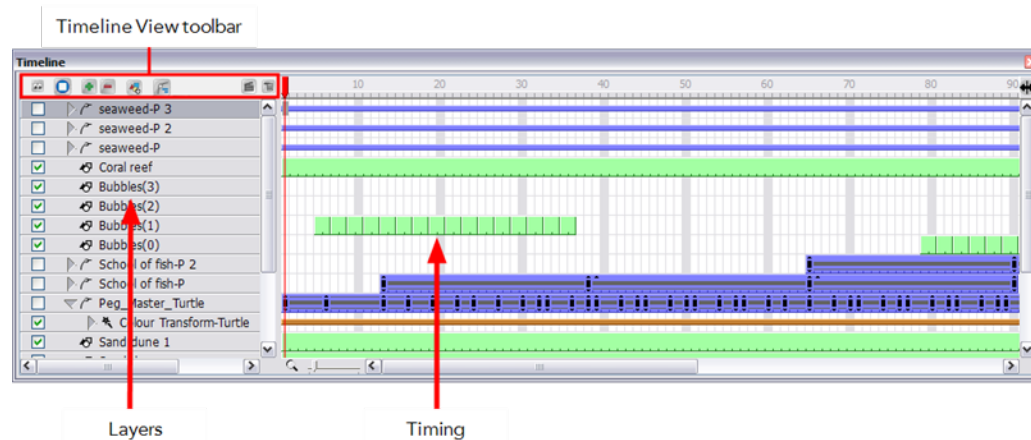 Timeline View toolbar
Timeline
10 20 30 40 50 60 70 80 90
seaweed-P 3
seaweed-P 2
seaweed-P
Coral reef
Bubbles(3)
Bubbles(2)
Bubbles(1)
Bubbles(0)
School of fish-P 2
School of fish-P
Peg_Master_Turtle
Colour Transform-Turtle
Sand dune 1
Layers Timing